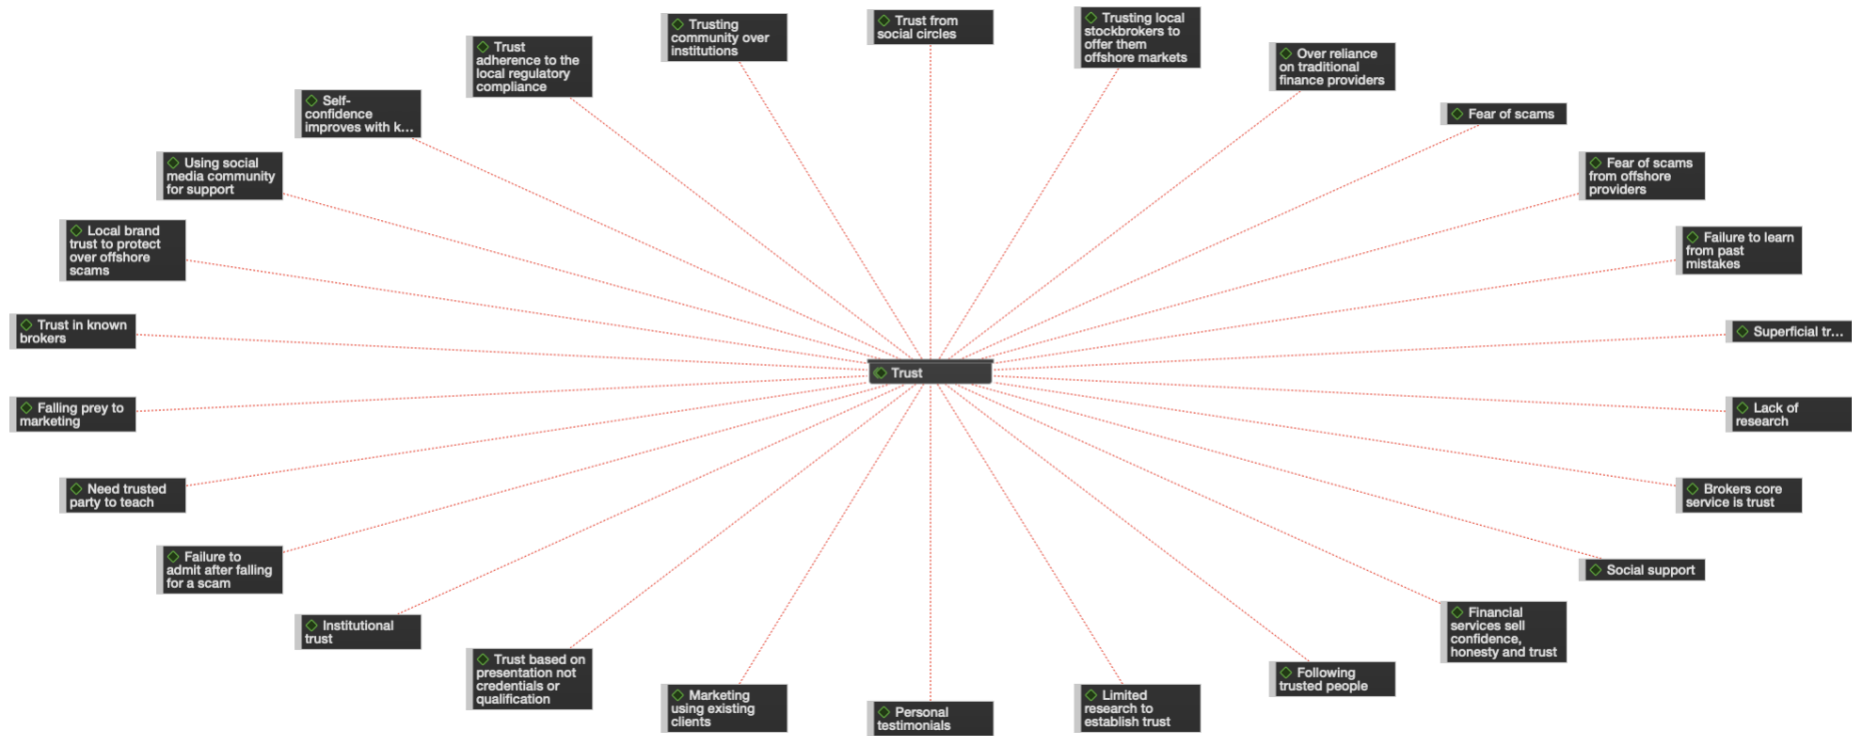 Trust from
social circles
Trusting local
stockbrokers to
offer them
offshore markets
Trusting
community over
institutions
Trust
adherence to the
local regulatory
compliance
Over reliance
on traditional
finance providers
Self-
confidence
improves with k...
Fear of scams
Using social
media community
for support
Fear of scams
from offshore
providers
Local brand
trust to protect
over offshore
scams
Failure to learn
from past
mistakes
Trust in known
brokers
Superficial tr...
Trust
Falling prey to
marketing
Lack of
research
Need trusted
party to teach
Brokers core
service is trust
Failure to
admit after falling
for a scam
Social support
Institutional
trust
Financial
services sell
confidence,
honesty and trust
Trust based on
presentation not
credentials or
qualification
Following
trusted people
Marketing
using existing
clients
Personal
testimonials
Limited
research to
establish trust